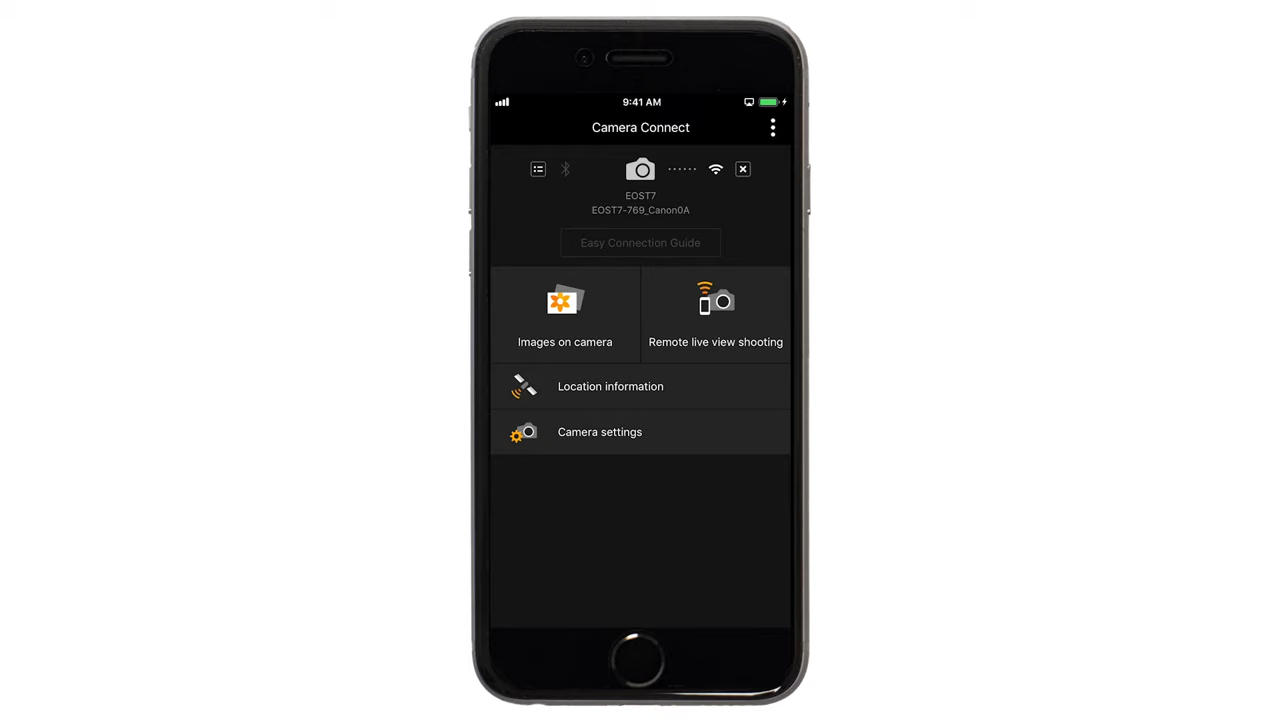 9:41 AM
Camera Connect
EOST7
EOST7-769_Canon0A
Easy Connection Guide
Images on camera
Remote live view shooting
Location information
Camera settings